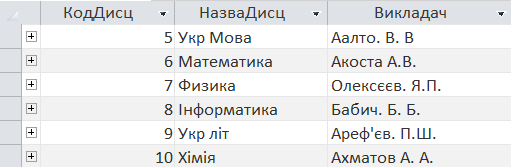 КодДисц НазваДисц Викладач
5 Укр Мова Аалто. В. В
6 Математика Акоста А.В.
7 Физика Олексєєв. Я.П.
8 Інформатика Бабич. Б. Б.
9 Укр літ Ареф'єв. П.Ш.
10 Хімія Ахматов А. А.